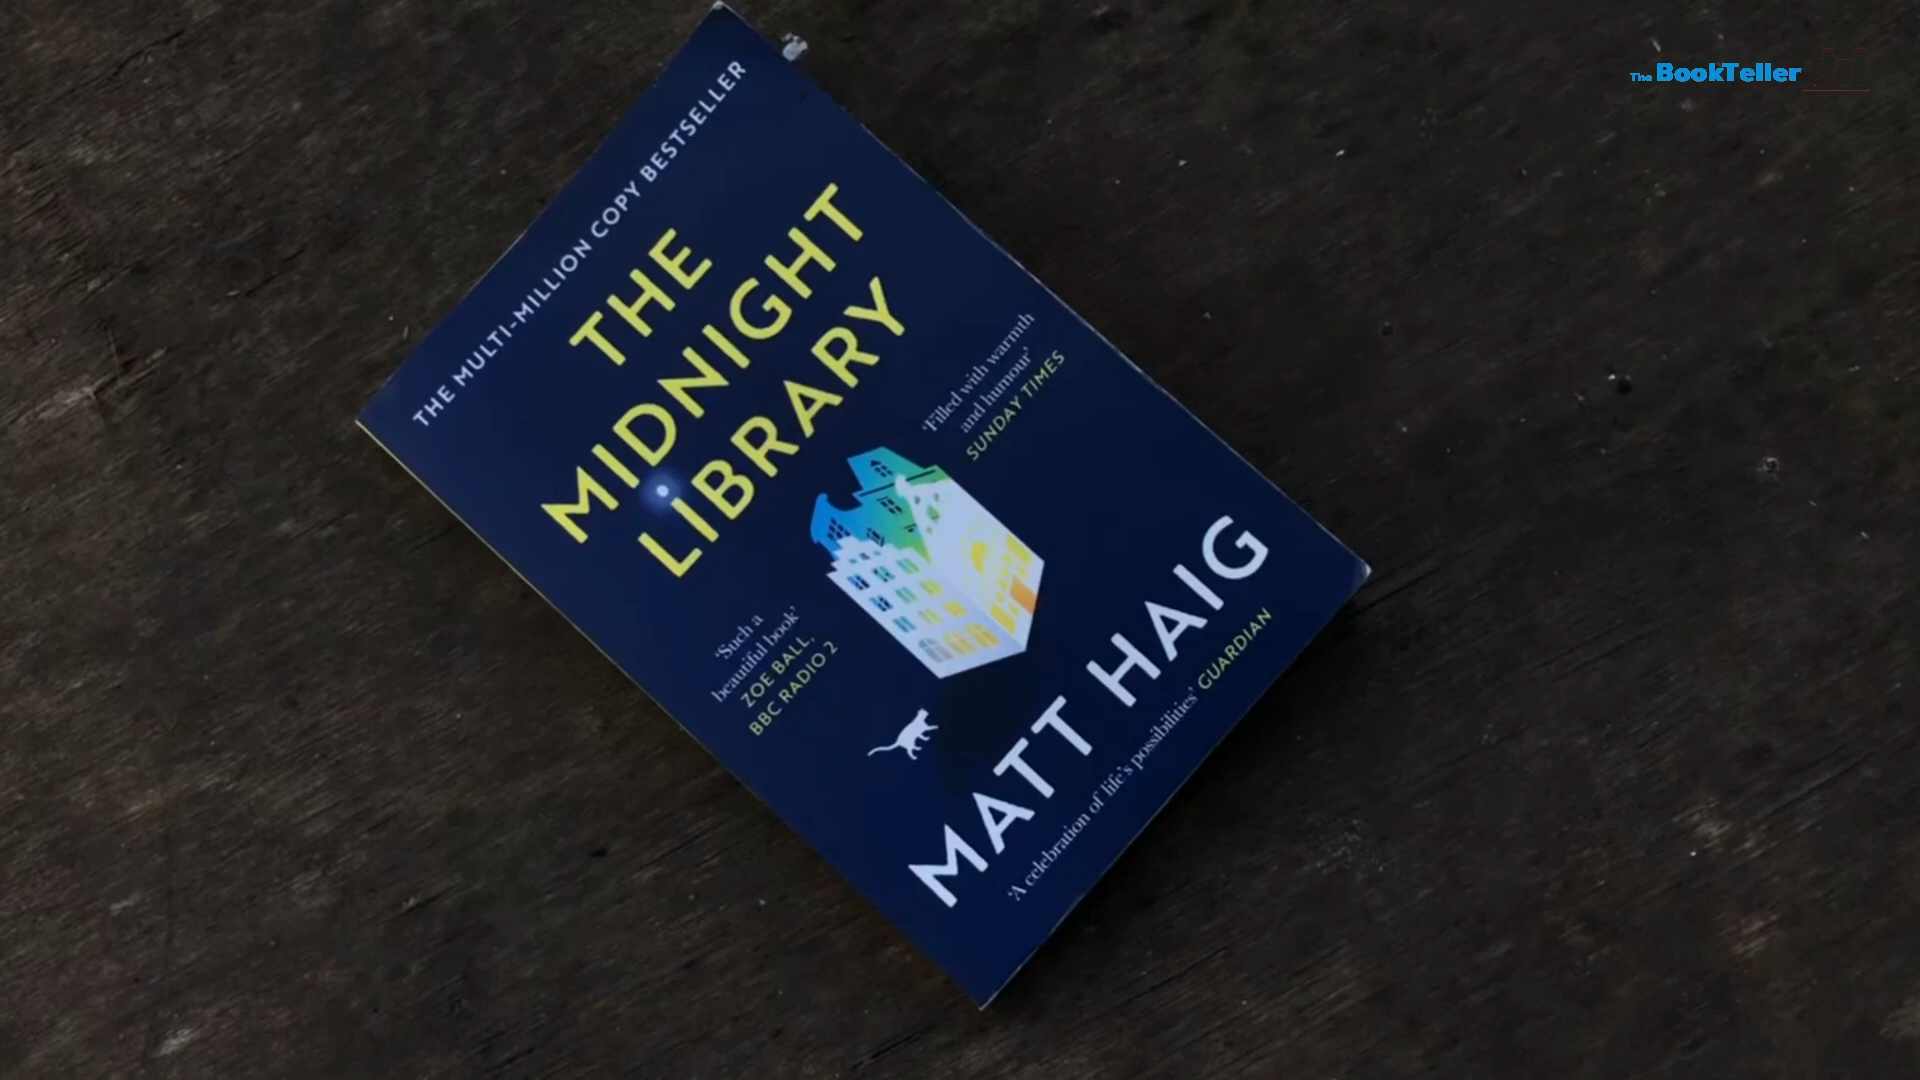 The BookTeller
THE MULTI-MILLION COPY BESTSELLER
THE
MIDNIGHT
LIBRARY
'Filled with warmth
and humour'
SUNDAY TIMES
'Such a
beautiful book'
ZOE BALL,
BBC RADIO 2
MATT HAIG
'A celebration of life's possibilities' GUARDIAN